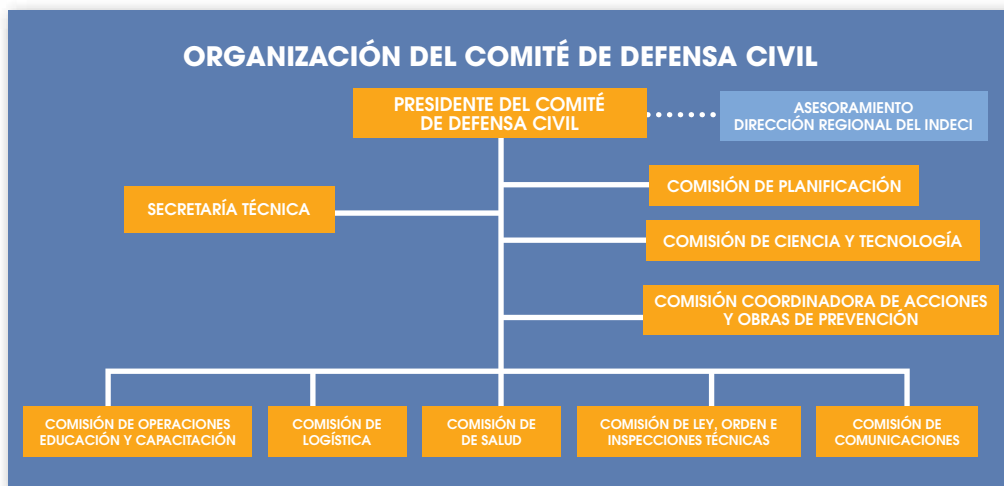 ORGANIZACIÓN DEL COMITÉ DE DEFENSA CIVIL
PRESIDENTE DEL COMITÉ
DE DEFENSA CIVIL
ASESORAMIENTO
DIRECCIÓN REGIONAL DEL INDECI
COMISIÓN DE PLANIFICACIÓN
SECRETARÍA TÉCNICA
COMISIÓN DE CIENCIA Y TECNOLOGÍA
COMISIÓN COORDINADORA DE ACCIONES
Y OBRAS DE PREVENCIÓN
COMISIÓN DE OPERACIONES
EDUCACIÓN Y CAPACITACIÓN
COMISIÓN DE
LOGÍSTICA
COMISIÓN DE
DE SALUD
COMISIÓN DE LEY, ORDEN E
INSPECCIONES TÉCNICAS
COMISIÓN DE
COMUNICACIONES